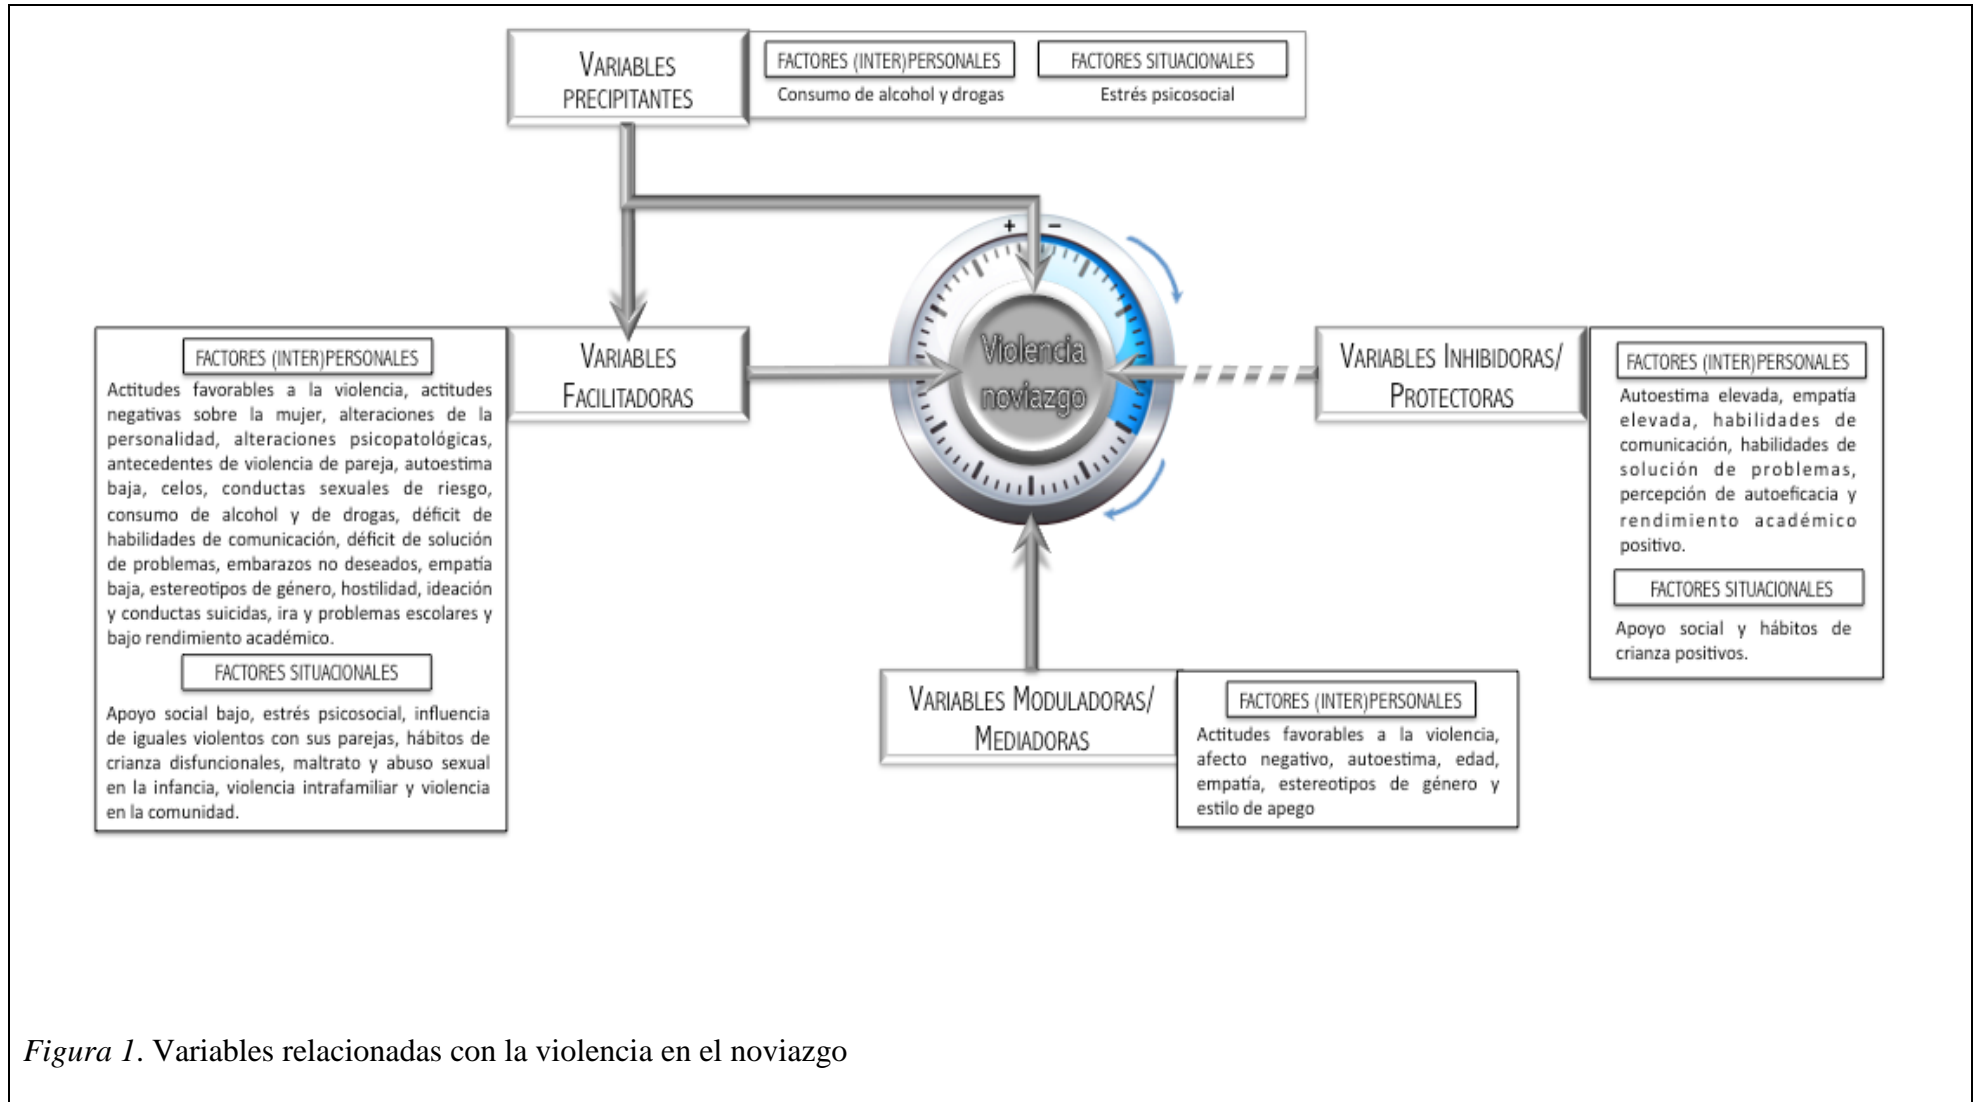 VARIABLES
PRECIPITANTES
FACTORES (INTER)PERSONALES
Consumo de alcohol y drogas
FACTORES SITUACIONALES
Estrés psicosocial
+ −
Violencia
noviazgo
VARIABLES
FACILITADORAS
FACTORES (INTER)PERSONALES
Actitudes favorables a la violencia, actitudes
negativas sobre la mujer, alteraciones de la
personalidad, alteraciones psicopatológicas,
antecedentes de violencia de pareja, autoestima
baja, celos, conductas sexuales de riesgo,
consumo de alcohol y de drogas, déficit de
habilidades de comunicación, déficit de solución
de problemas, embarazos no deseados, empatía
baja, estereotipos de género, hostilidad, ideación
y conductas suicidas, ira y problemas escolares y
bajo rendimiento académico.
FACTORES SITUACIONALES
Apoyo social bajo, estrés psicosocial, influencia
de iguales violentos con sus parejas, hábitos de
crianza disfuncionales, maltrato y abuso sexual
en la infancia, violencia intrafamiliar y violencia
en la comunidad.
VARIABLES INHIBIDORAS/
PROTECTORAS
FACTORES (INTER)PERSONALES
Autoestima elevada, empatía
elevada, habilidades de
comunicación, habilidades de
solución de problemas,
percepción de autoeficacia y
rendimiento académico
positivo.
FACTORES SITUACIONALES
Apoyo social y hábitos de
crianza positivos.
VARIABLES MODULADORAS/
MEDIADORAS
FACTORES (INTER)PERSONALES
Actitudes favorables a la violencia,
afecto negativo, autoestima, edad,
empatía, estereotipos de género y
estilo de apego
Figura 1. Variables relacionadas con la violencia en el noviazgo